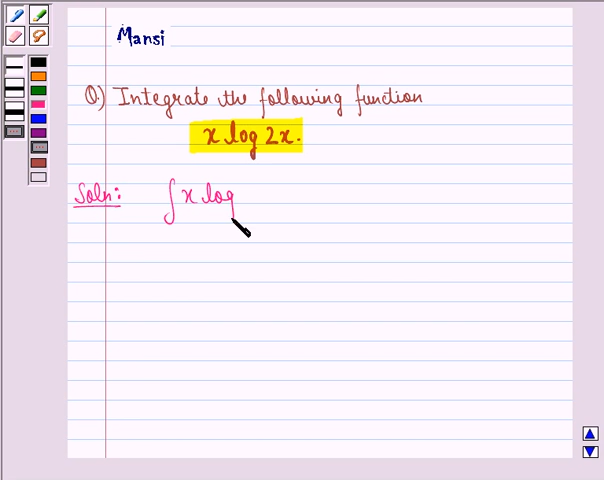 Mansi
Q.) Integrate the following function
x log 2x.
Soln:  ∫ x log